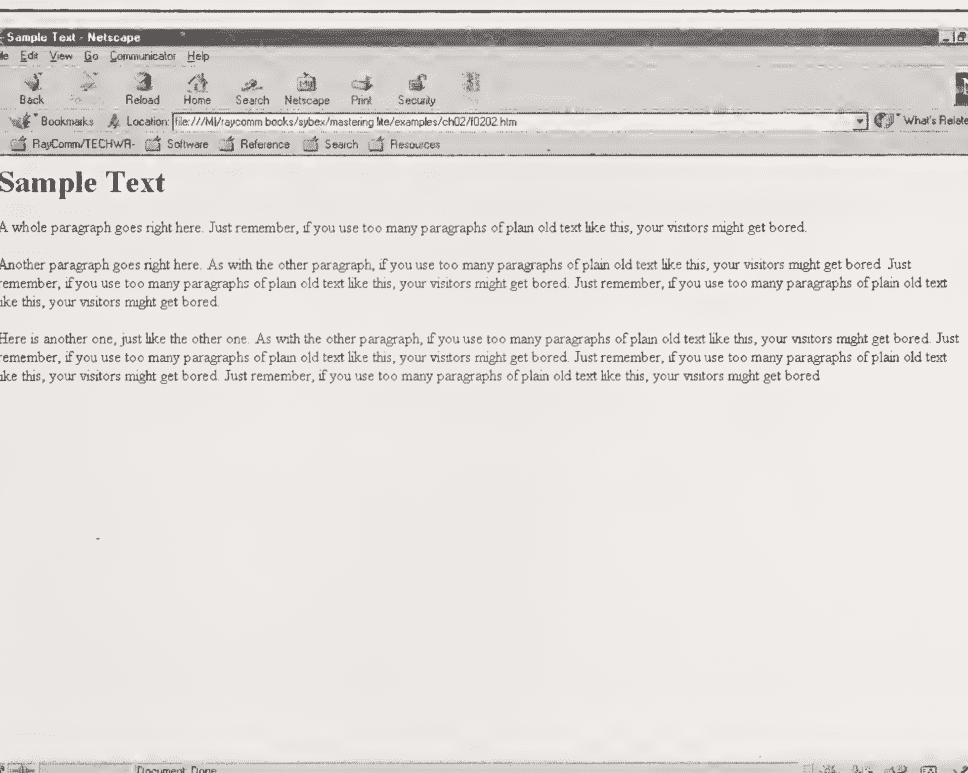 Sample Text - Netscape
Edit View Go Communicator Help
Back Reload Home Search Netscape Print Security
Bookmarks Location: file:///M|/raycomm books/sybex/mastering lite/examples/ch02/f0202.htm What's Relate
RayComm/TECHWR- Software Reference Search Resources
Sample Text
A whole paragraph goes right here. Just remember, if you use too many paragraphs of plain old text like this, your visitors might get bored.
Another paragraph goes right here. As with the other paragraph, if you use too many paragraphs of plain old text like this, your visitors might get bored. Just
remember, if you use too many paragraphs of plain old text like this, your visitors might get bored. Just remember, if you use too many paragraphs of plain old text
like this, your visitors might get bored.
Here is another one, just like the other one. As with the other paragraph, if you use too many paragraphs of plain old text like this, your visitors might get bored. Just
remember, if you use too many paragraphs of plain old text like this, your visitors might get bored. Just remember, if you use too many paragraphs of plain old text
like this, your visitors might get bored. Just remember, if you use too many paragraphs of plain old text like this, your visitors might get bored
Document: Done